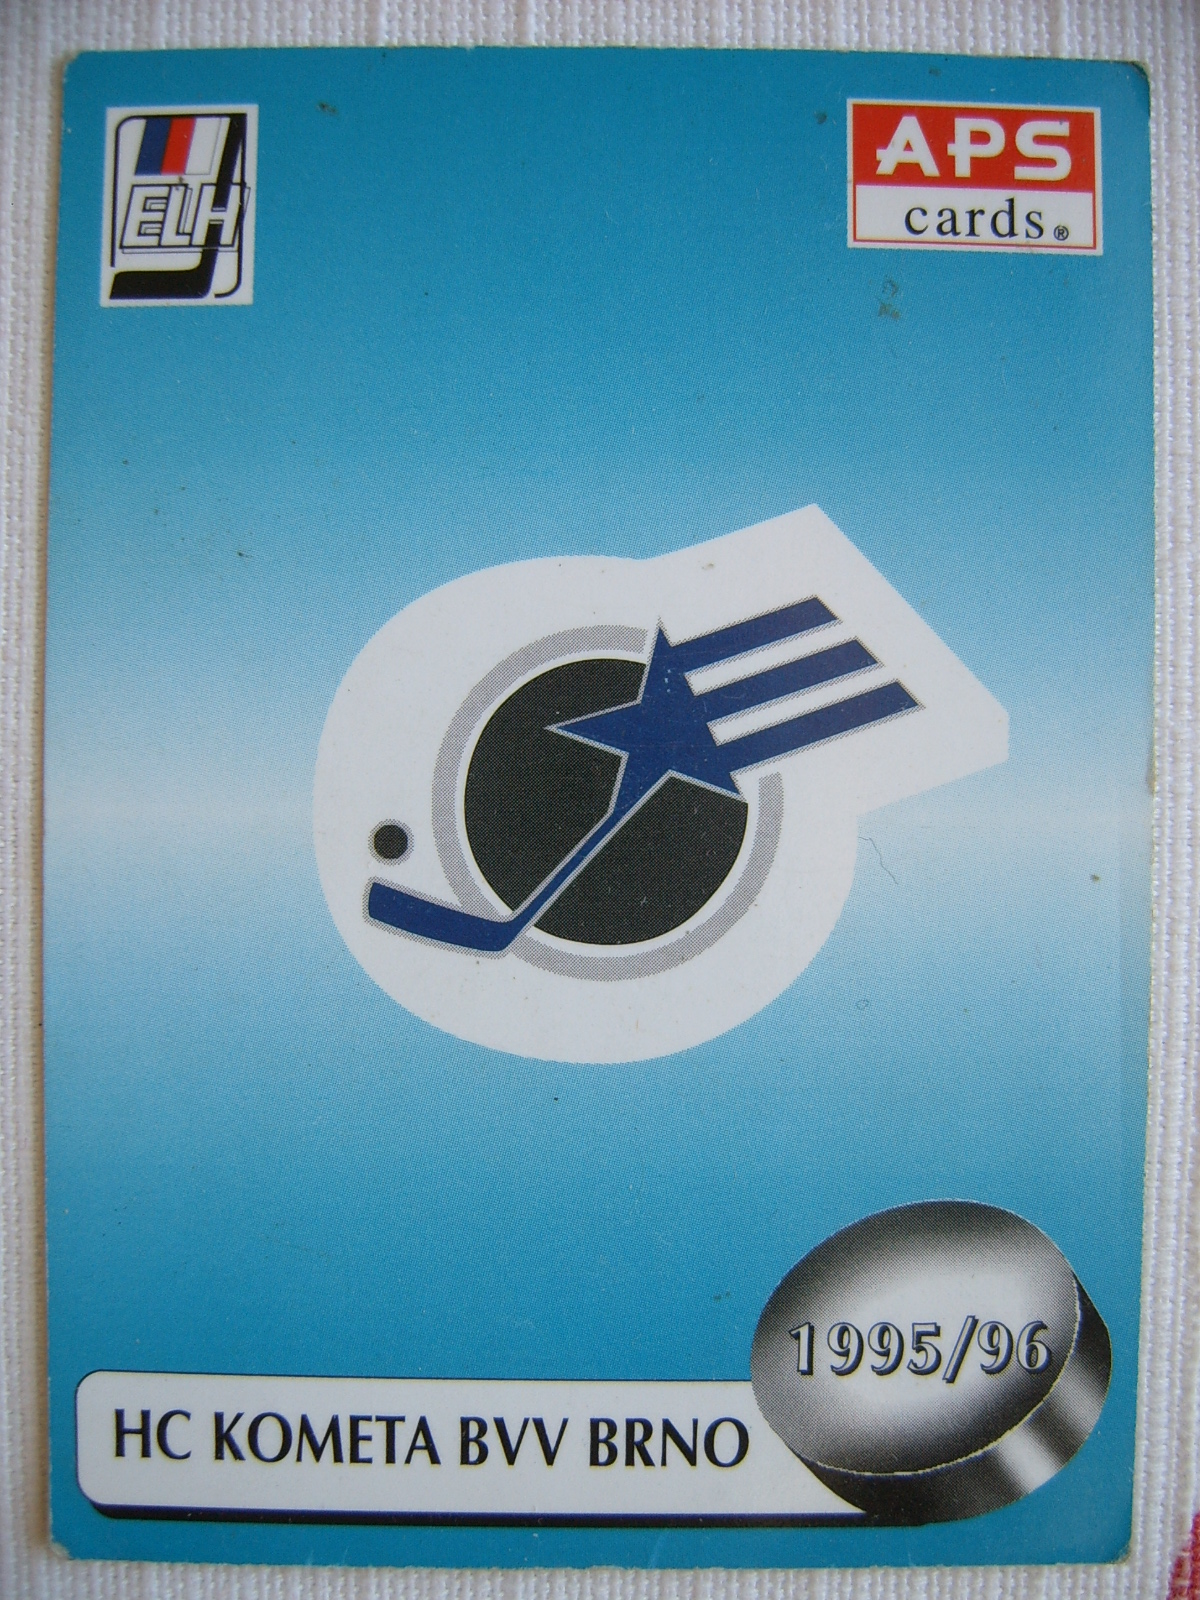 ELH
APS
cards®
1995/96
HC KOMETA BVV BRNO